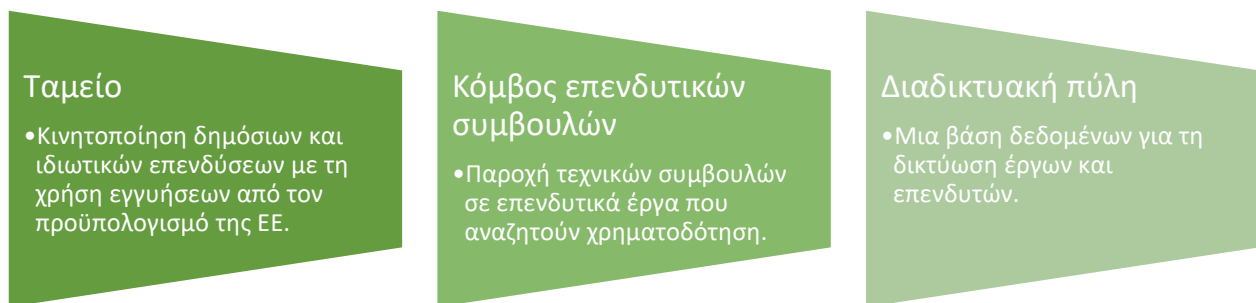 Ταμείο
•Κινητοποίηση δημόσιων και
ιδιωτικών επενδύσεων με τη
χρήση εγγυήσεων από τον
προϋπολογισμό της ΕΕ.
Κόμβος επενδυτικών
συμβουλών
•Παροχή τεχνικών συμβουλών
σε επενδυτικά έργα που
αναζητούν χρηματοδότηση.
Διαδικτυακή πύλη
•Μια βάση δεδομένων για τη
δικτύωση έργων και
επενδυτών.